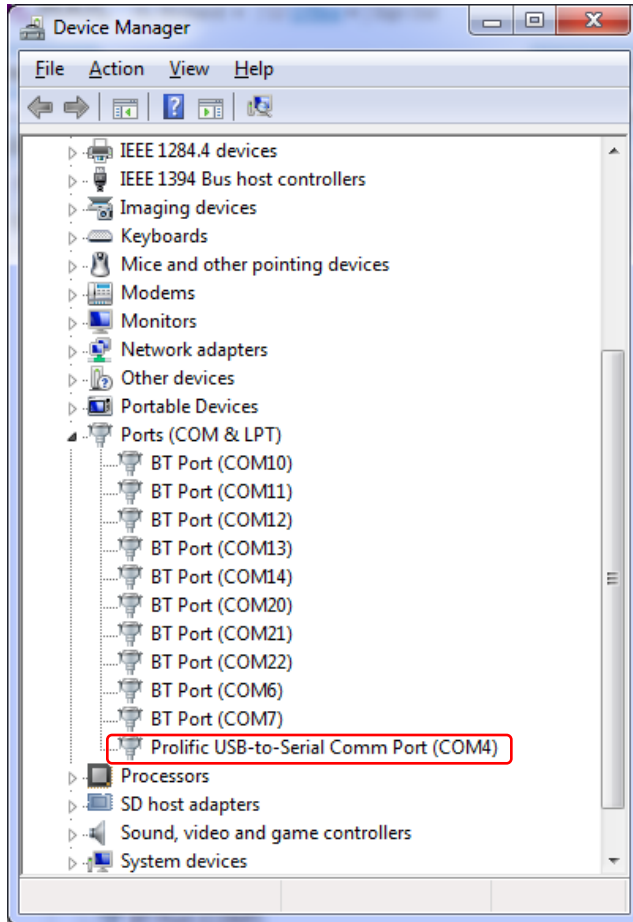 Device Manager
File Action View Help
IEEE 1284.4 devices
IEEE 1394 Bus host controllers
Imaging devices
Keyboards
Mice and other pointing devices
Modems
Monitors
Network adapters
Other devices
Portable Devices
Ports (COM & LPT)
BT Port (COM10)
BT Port (COM11)
BT Port (COM12)
BT Port (COM13)
BT Port (COM14)
BT Port (COM20)
BT Port (COM21)
BT Port (COM22)
BT Port (COM6)
BT Port (COM7)
Prolific USB-to-Serial Comm Port (COM4)
Processors
SD host adapters
Sound, video and game controllers
System devices